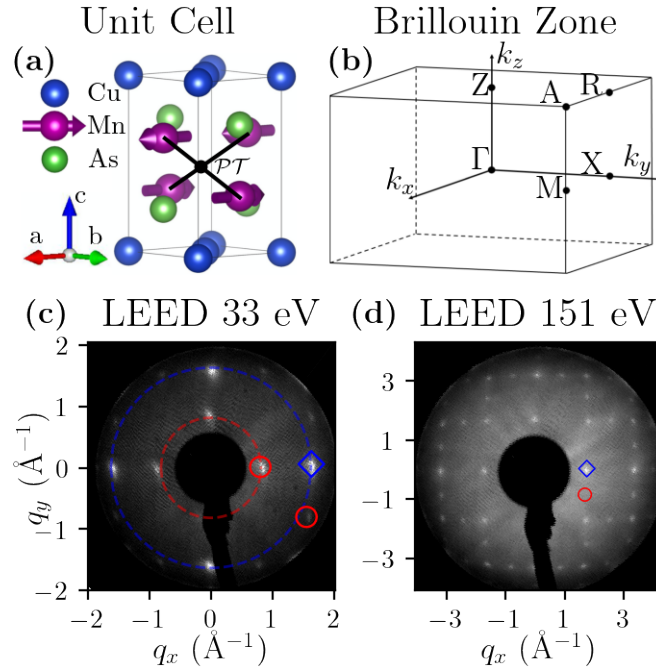 Unit Cell
Brillouin Zone
(a)
Cu
Mn
As
PT
c
a
b
(b)
k_z
Z
A
R
Γ
X
k_y
k_x
M
(c) LEED 33 eV
2
1
0
-1
−2
q_y (Å⁻¹)
−2 −1 0 1 2
q_x (Å⁻¹)
(d) LEED 151 eV
3
1
-1
-3
−3 −1 1 3
q_x (Å⁻¹)